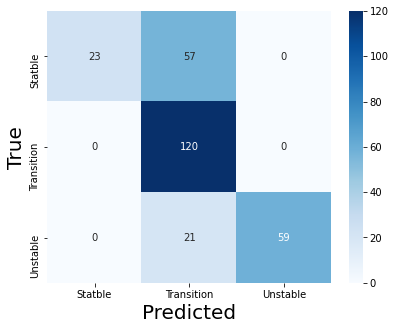 True
Statble
23 57 0
Transition
0 120 0
Unstable
0 21 59
Statble Transition Unstable
Predicted
120
100
80
60
40
20
0